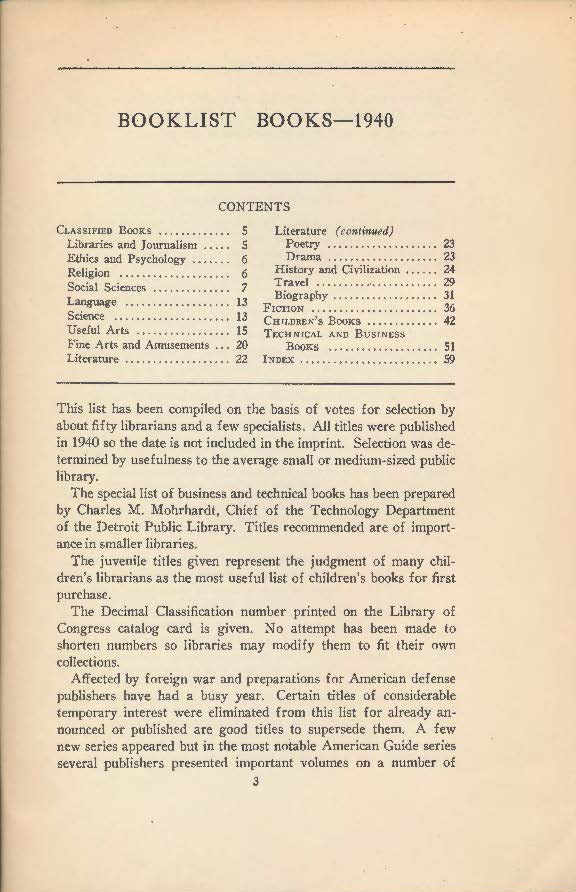 BOOKLIST BOOKS—1940
CONTENTS
CLASSIFIED BOOKS ............. 5
Libraries and Journalism ..... 5
Ethics and Psychology ....... 6
Religion .................... 6
Social Sciences .............. 7
Language ................... 13
Science ..................... 13
Useful Arts ................. 15
Fine Arts and Amusements ... 20
Literature ................... 22
Literature (continued)
Poetry .................... 23
Drama .................... 23
History and Civilization ...... 24
Travel ...................... 29
Biography ................... 31
FICTION ....................... 36
CHILDREN'S BOOKS ............. 42
TECHNICAL AND BUSINESS
BOOKS .................... 51
INDEX ......................... 59
This list has been compiled on the basis of votes for selection by
about fifty librarians and a few specialists. All titles were published
in 1940 so the date is not included in the imprint. Selection was de-
termined by usefulness to the average small or medium-sized public
library.
The special list of business and technical books has been prepared
by Charles M. Mohrhardt, Chief of the Technology Department
of the Detroit Public Library. Titles recommended are of import-
ance in smaller libraries.
The juvenile titles given represent the judgment of many chil-
dren's librarians as the most useful list of children's books for first
purchase.
The Decimal Classification number printed on the Library of
Congress catalog card is given. No attempt has been made to
shorten numbers so libraries may modify them to fit their own
collections.
Affected by foreign war and preparations for American defense
publishers have had a busy year. Certain titles of considerable
temporary interest were eliminated from this list for already an-
nounced or published are good titles to supersede them. A few
new series appeared but in the most notable American Guide series
several publishers presented important volumes on a number of
3